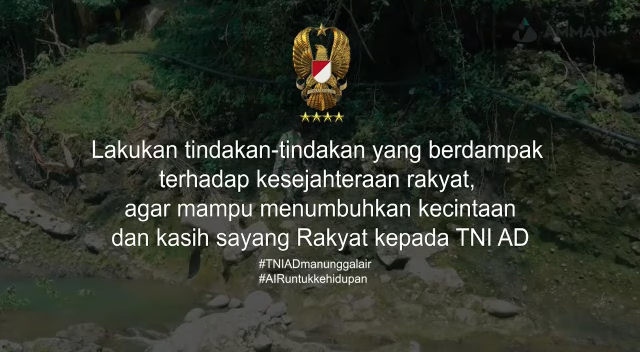 AMMAN
Lakukan tindakan-tindakan yang berdampak
terhadap kesejahteraan rakyat,
agar mampu menumbuhkan kecintaan
dan kasih sayang Rakyat kepada TNI AD
#TNIADmanunggalair
#AIRuntukkehidupan